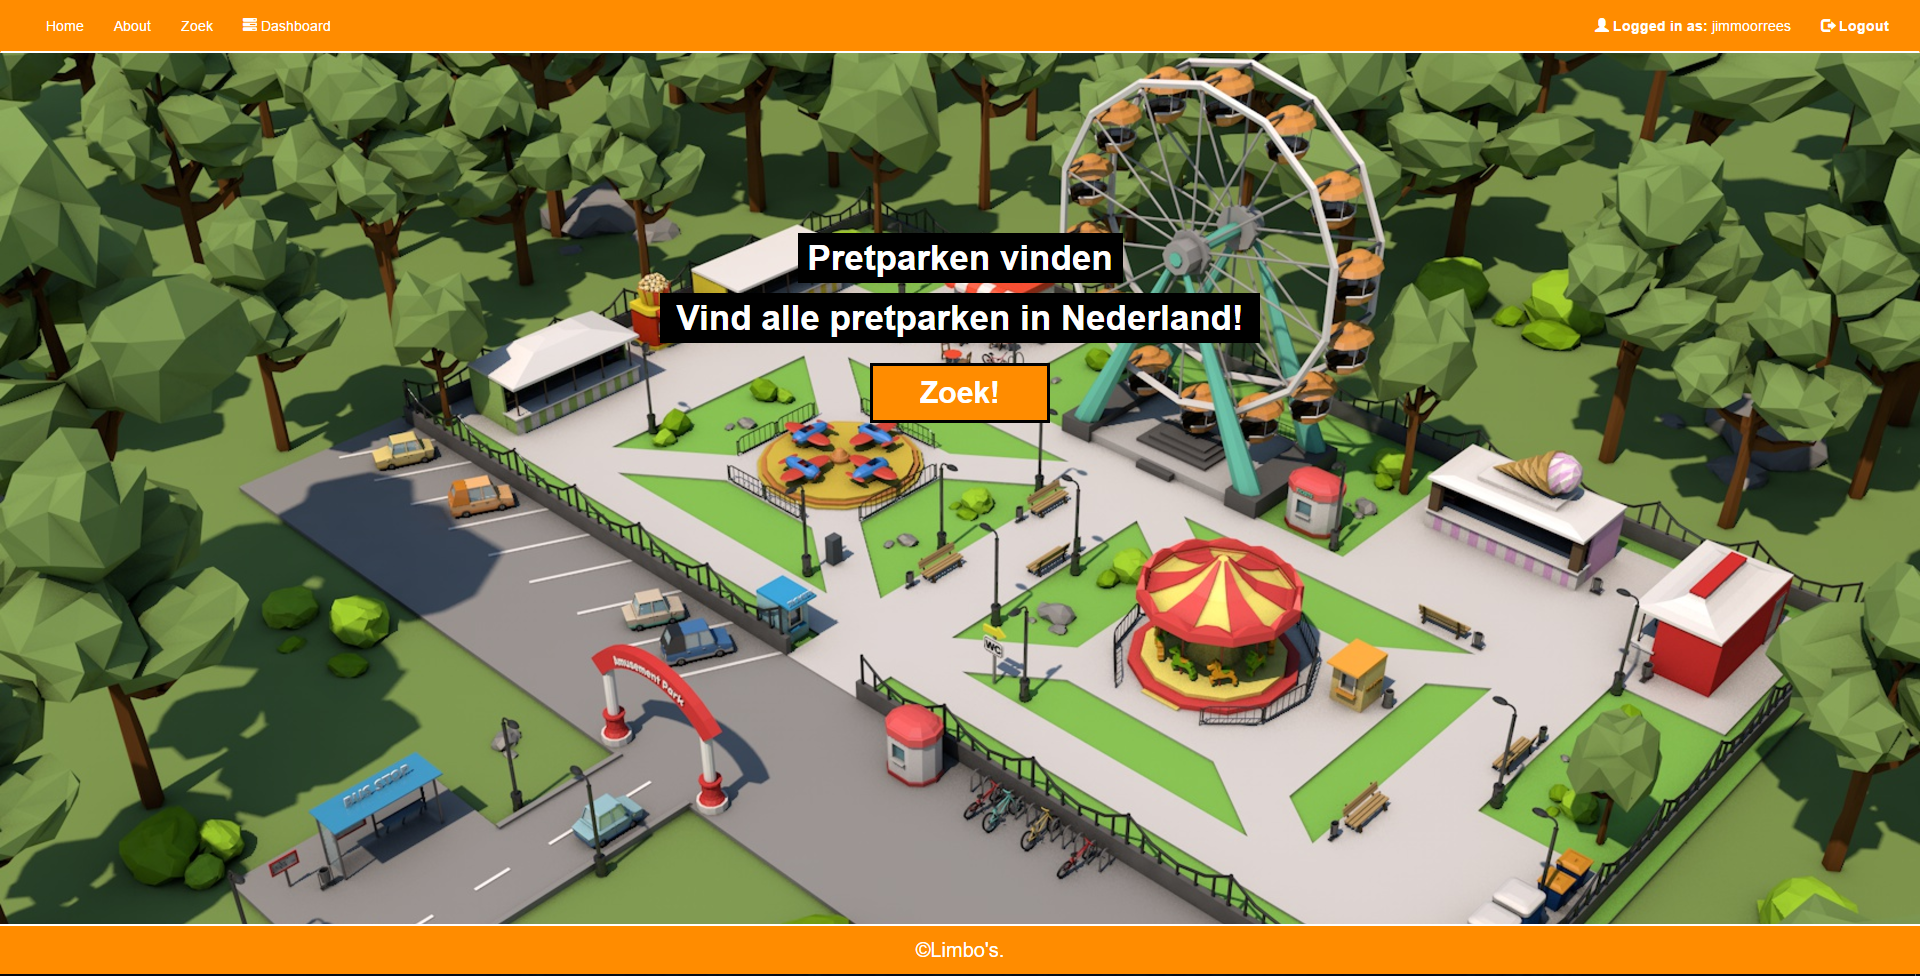 Home About Zoek Dashboard Logged in as: jimmoorrees Logout
Pretparken vinden
Vind alle pretparken in Nederland!
Zoek!
WC
Amusement Park
BUS STOP
©Limbo's.